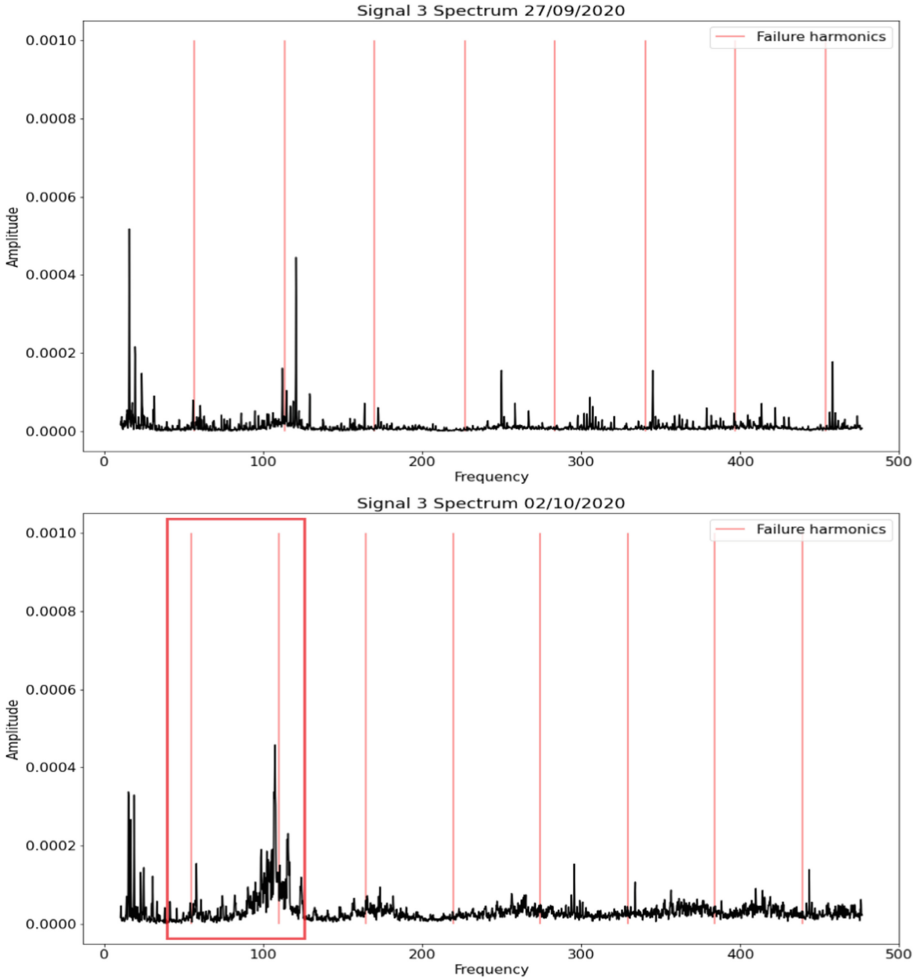 Signal 3 Spectrum 27/09/2020
Failure harmonics
0.0010
0.0008
0.0006
0.0004
0.0002
0.0000
Amplitude
0 100 200 300 400 500
Frequency
Signal 3 Spectrum 02/10/2020
Failure harmonics
0.0010
0.0008
0.0006
0.0004
0.0002
0.0000
Amplitude
0 100 200 300 400 500
Frequency